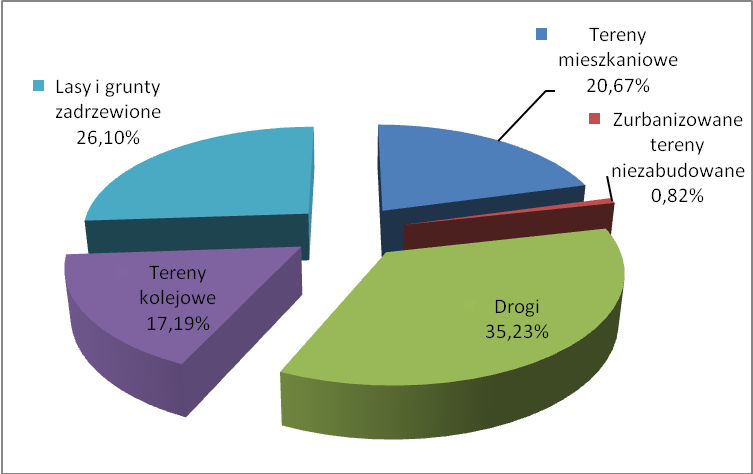 Tereny
mieszkaniowe
20,67%
Zurbanizowane
tereny
niezabudowane
0,82%
Drogi
35,23%
Tereny
kolejowe
17,19%
Lasy i grunty
zadrzewione
26,10%